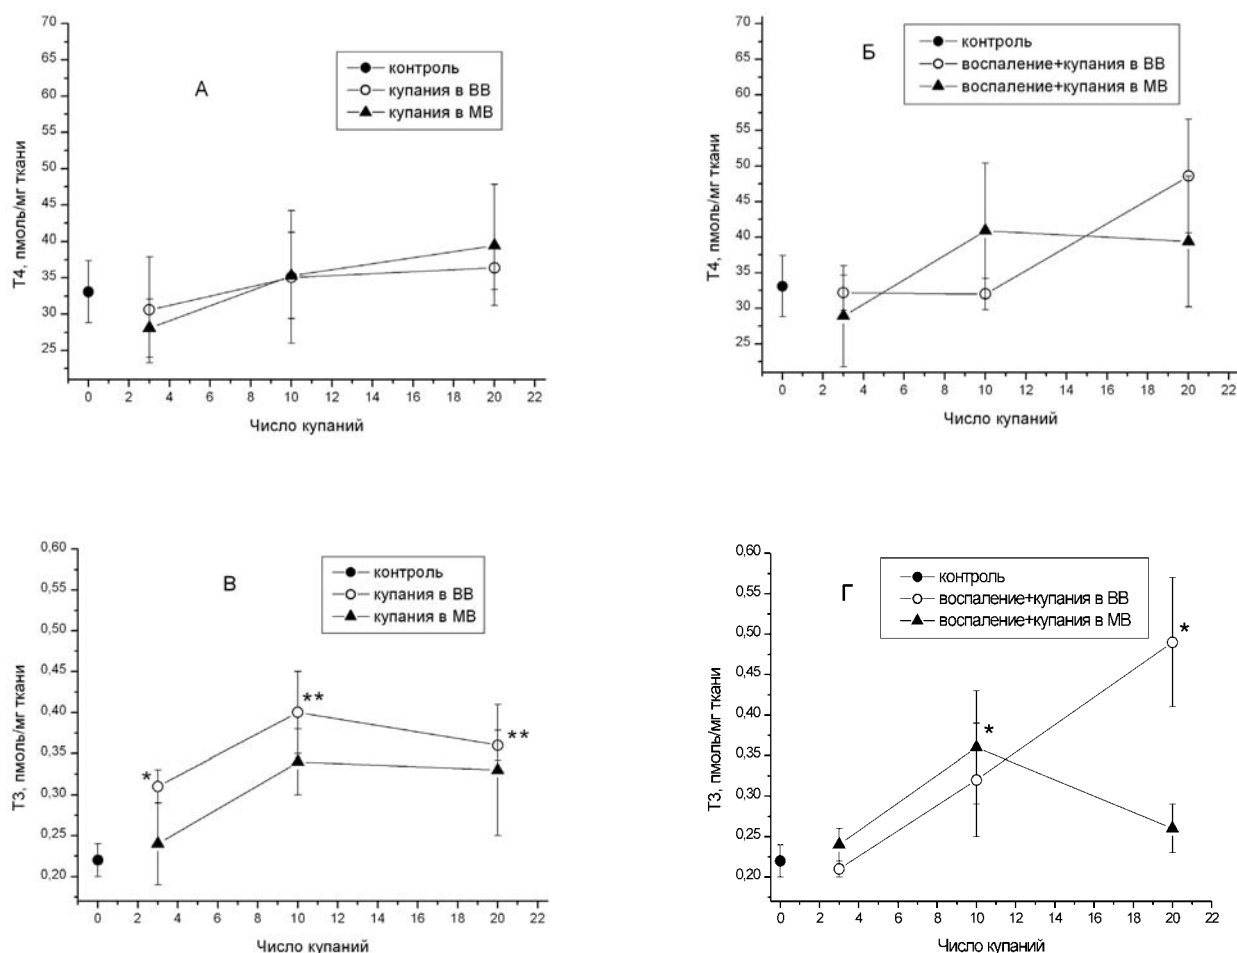 А
контроль
купания в ВВ
купания в МВ
70
65
60
55
50
45
40
35
30
25
Т4, пмоль/мг ткани
0 2 4 6 8 10 12 14 16 18 20 22
Число купаний
Б
контроль
воспаление+купания в ВВ
воспаление+купания в МВ
70
65
60
55
50
45
40
35
30
25
Т4, пмоль/мг ткани
0 2 4 6 8 10 12 14 16 18 20 22
Число купаний
В
контроль
купания в ВВ
купания в МВ
0,60
0,55
0,50
0,45
0,40
0,35
0,30
0,25
0,20
Т3, пмоль/мг ткани
*
**
**
0 2 4 6 8 10 12 14 16 18 20 22
Число купаний
Г
контроль
воспаление+купания в ВВ
воспаление+купания в МВ
0,60
0,55
0,50
0,45
0,40
0,35
0,30
0,25
0,20
Т3, пмоль/мг ткани
*
*
0 2 4 6 8 10 12 14 16 18 20 22
Число купаний